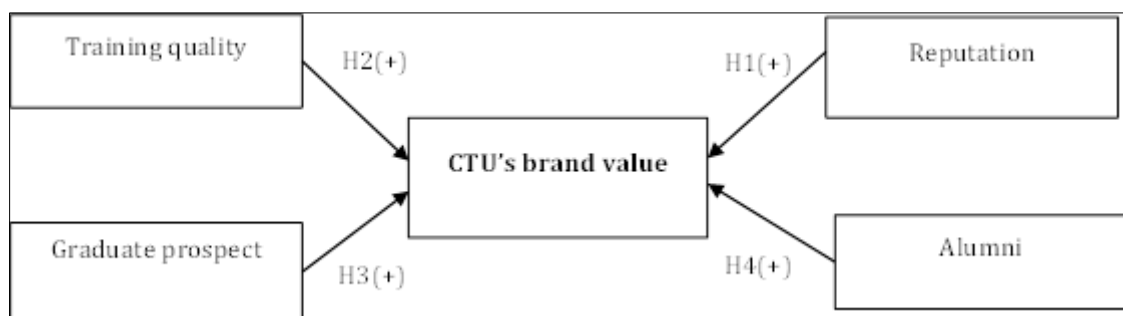 Training quality
H2(+)
H1(+)
Reputation
CTU's brand value
Graduate prospect
H3(+)
H4(+)
Alumni